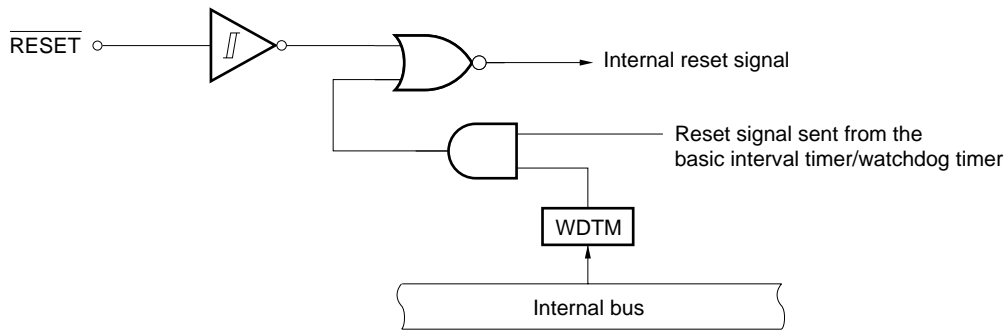 RESET
Internal reset signal
Reset signal sent from the
basic interval timer/watchdog timer
WDTM
Internal bus